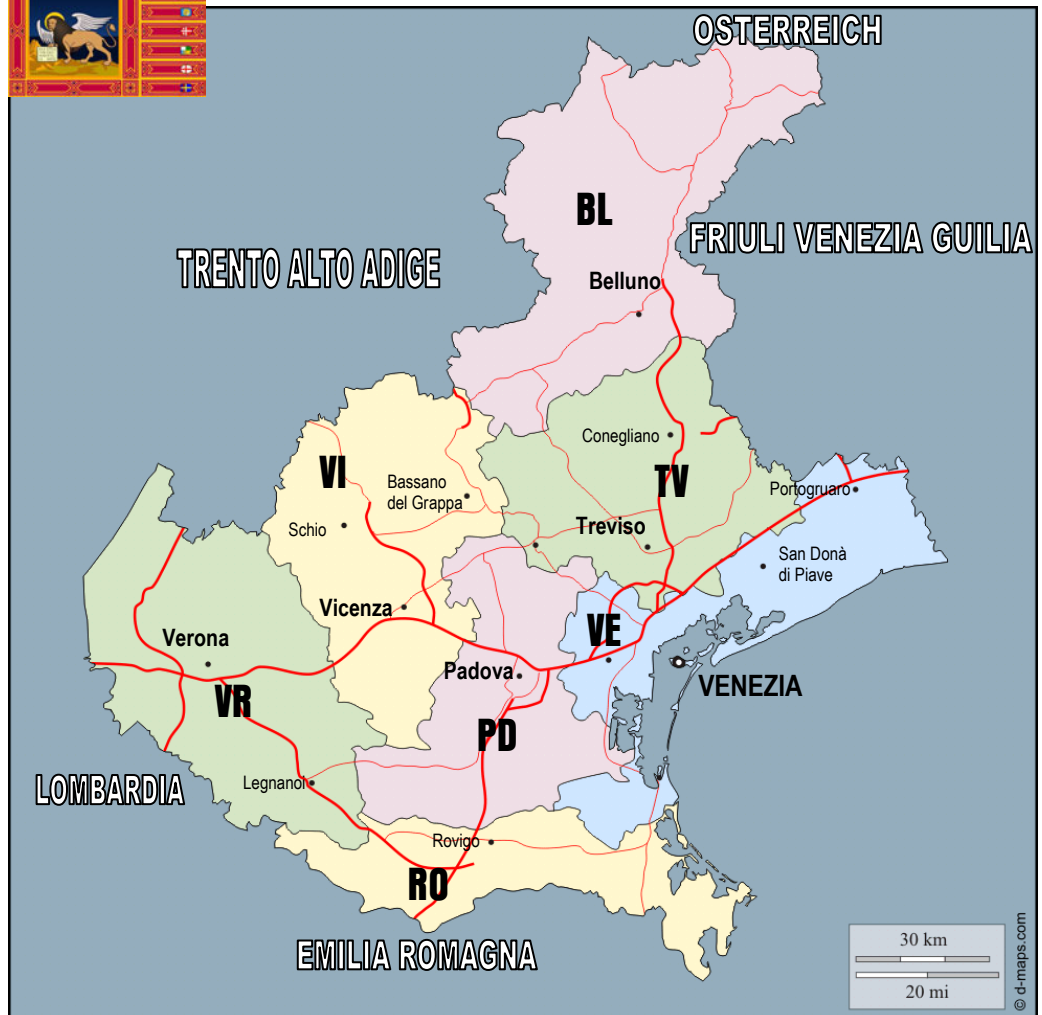 OSTERREICH
BL
FRIULI VENEZIA GUILIA
TRENTO ALTO ADIGE
Belluno
Conegliano
VI
TV
Bassano
del Grappa
Portogruaro
Schio
Treviso
San Donà
di Piave
Vicenza
VE
Verona
Padova
VENEZIA
VR
PD
LOMBARDIA
Legnanol
Rovigo
RO
EMILIA ROMAGNA
30 km
20 mi
© d-maps.com